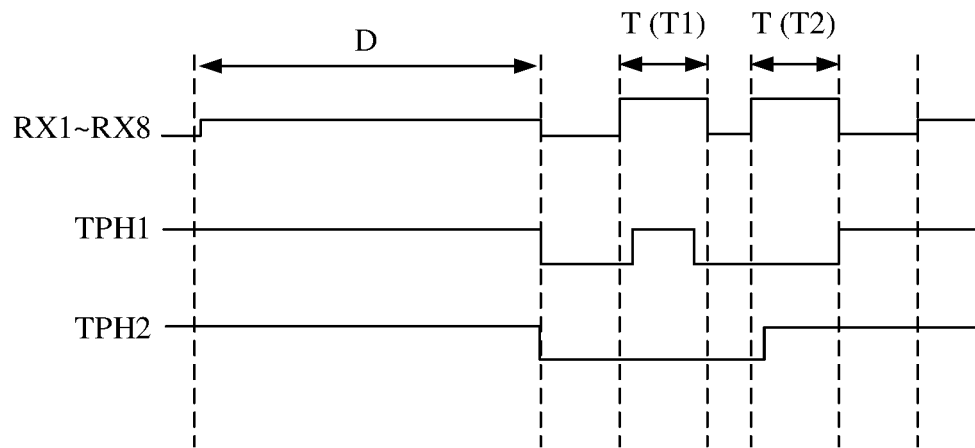 D
T (T1)
T (T2)
RX1~RX8
TPH1
TPH2